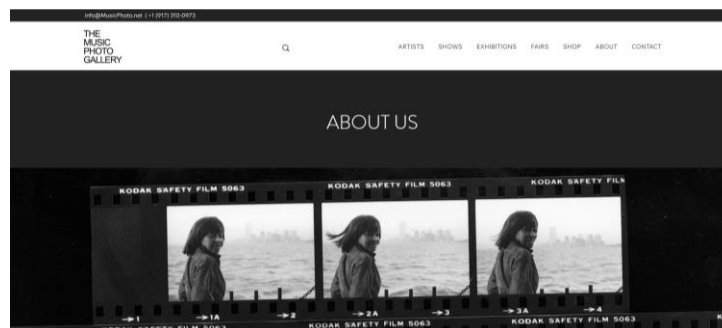 info@MusicPhoto.net | +1 (917) 310-0973
THE
MUSIC
PHOTO
GALLERY
ARTISTS SHOWS EXHIBITIONS FAIRS SHOP ABOUT CONTACT
ABOUT US
KODAK SAFETY FILM 5063 KODAK SAFETY FILM 5063 KODAK SAFETY FILM
1 1A 2 2A 3 3A 4
KODAK SAFETY FILM 5063 KODAK SAFETY FILM 5063